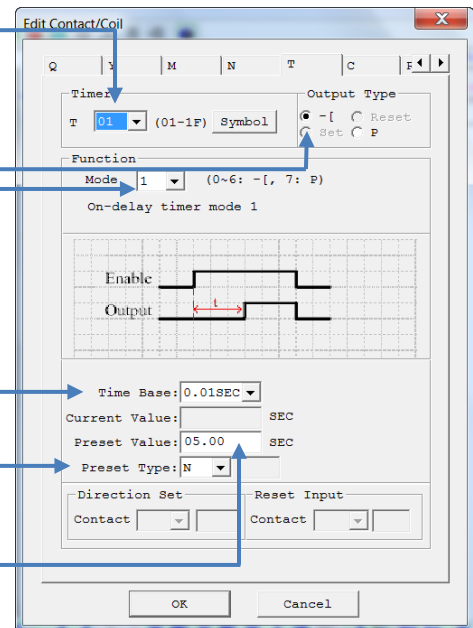 Edit Contact/Coil
Q M N T C
Timer
T 01 (01-1F) Symbol
Output Type
-[ Reset
Set P
Function
Mode 1 (0~6: -[, 7: P)
On-delay timer mode 1
Enable
Output
t
Time Base: 0.01SEC
Current Value: SEC
Preset Value: 05.00 SEC
Preset Type: N
Direction Set
Contact
Reset Input
Contact
OK Cancel